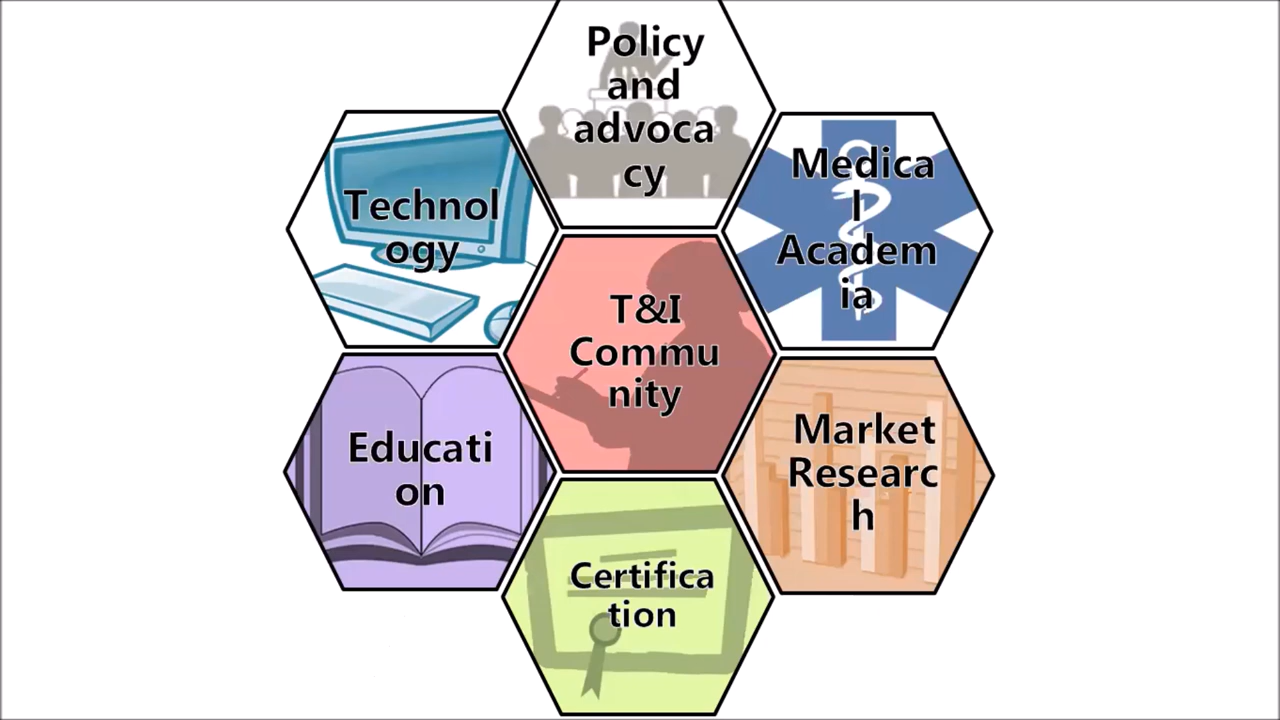 Policy
and
advoca
cy
Technol
ogy
Medica
l
Academ
ia
T&I
Commu
nity
Educati
on
Market
Researc
h
Certifica
tion